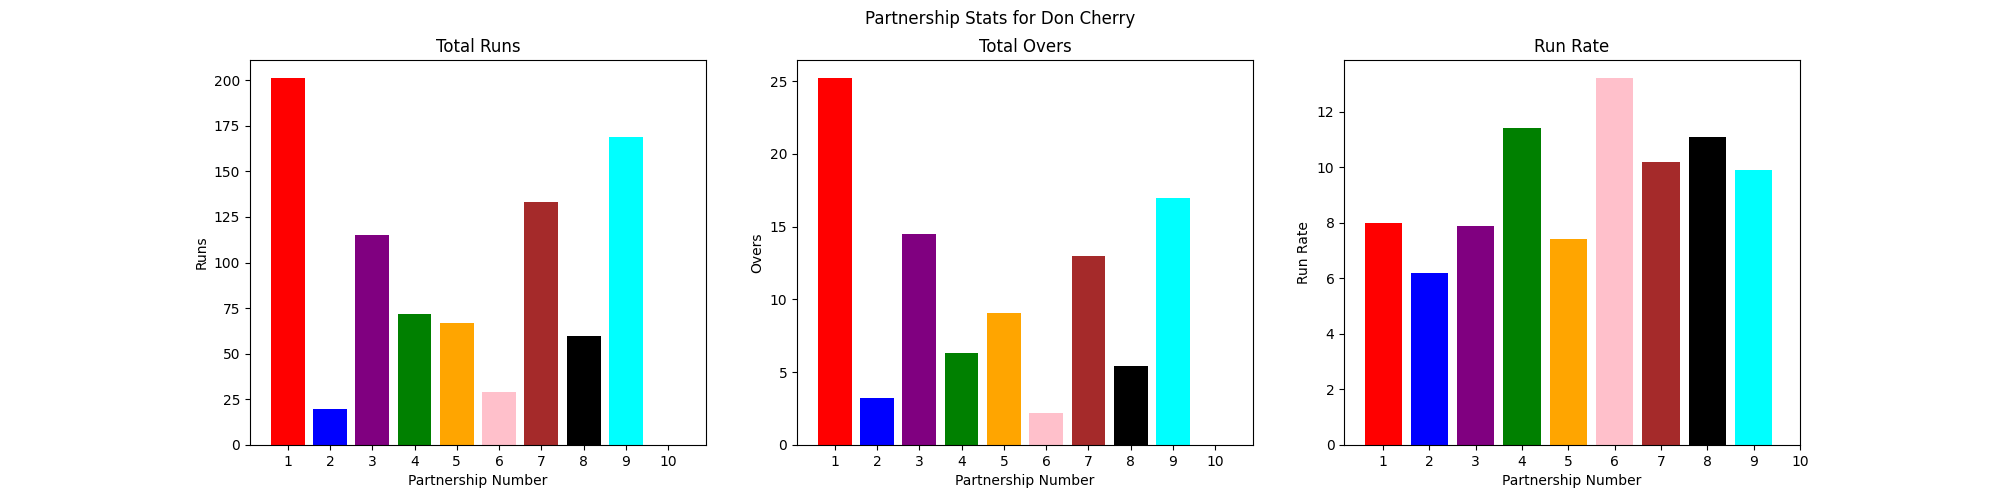 Partnership Stats for Don Cherry
Total Runs
200
175
150
125
100
75
50
25
0
Runs
1 2 3 4 5 6 7 8 9 10
Partnership Number
Total Overs
25
20
15
10
5
0
Overs
1 2 3 4 5 6 7 8 9 10
Partnership Number
Run Rate
12
10
8
6
4
2
0
Run Rate
1 2 3 4 5 6 7 8 9 10
Partnership Number